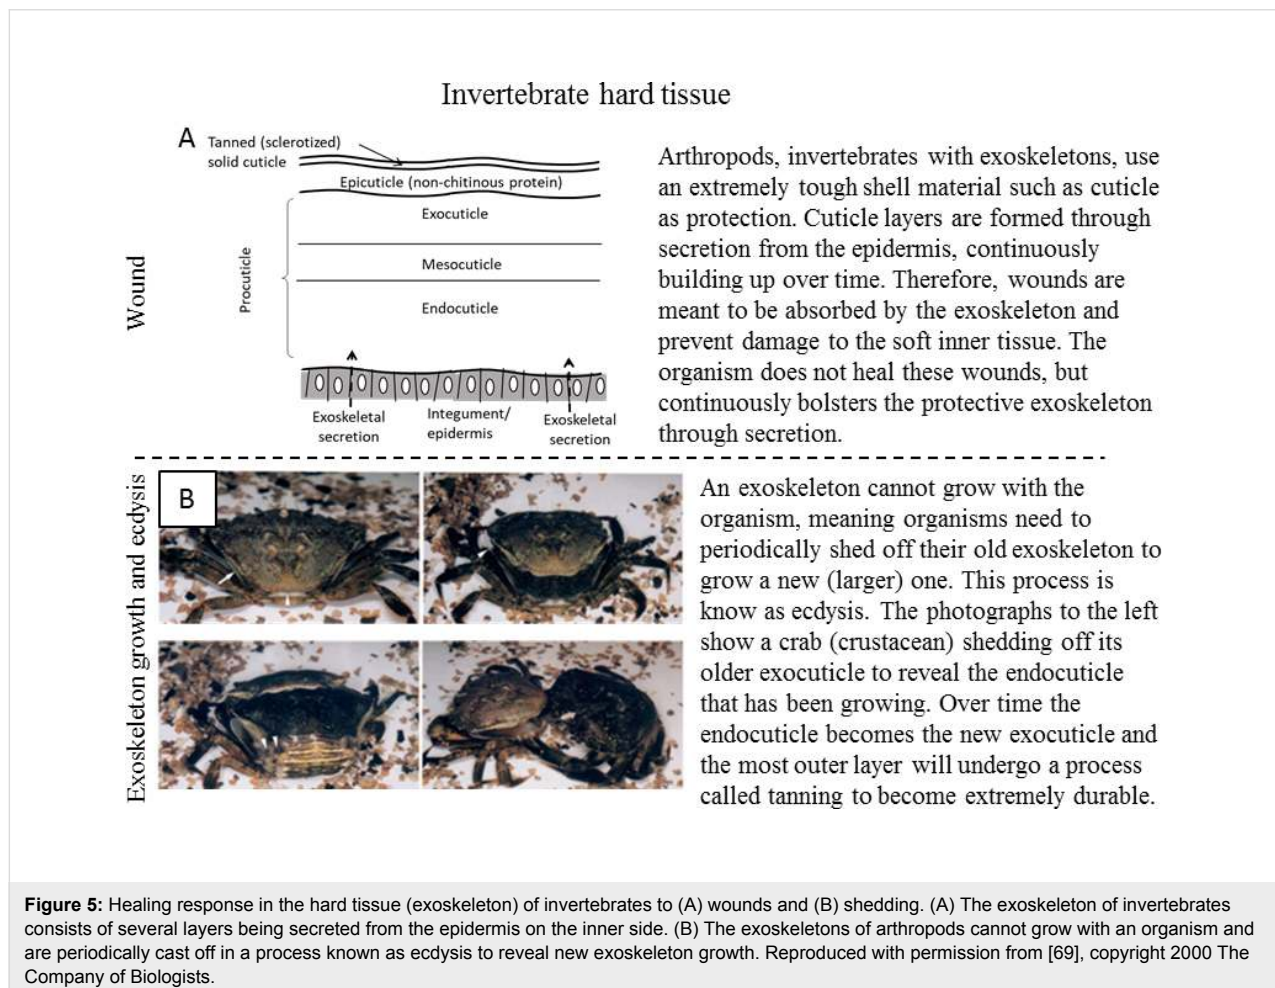 Invertebrate hard tissue
Wound
A
Tanned (sclerotized)
solid cuticle
Epicuticle (non-chitinous protein)
Procuticle
Exocuticle
Mesocuticle
Endocuticle
Exoskeletal
secretion
Integument/
epidermis
Exoskeletal
secretion
Arthropods, invertebrates with exoskeletons, use
an extremely tough shell material such as cuticle
as protection. Cuticle layers are formed through
secretion from the epidermis, continuously
building up over time. Therefore, wounds are
meant to be absorbed by the exoskeleton and
prevent damage to the soft inner tissue. The
organism does not heal these wounds, but
continuously bolsters the protective exoskeleton
through secretion.
Exoskeleton growth and ecdysis
B
An exoskeleton cannot grow with the
organism, meaning organisms need to
periodically shed off their old exoskeleton to
grow a new (larger) one. This process is
know as ecdysis. The photographs to the left
show a crab (crustacean) shedding off its
older exocuticle to reveal the endocuticle
that has been growing. Over time the
endocuticle becomes the new exocuticle and
the most outer layer will undergo a process
called tanning to become extremely durable.
Figure 5: Healing response in the hard tissue (exoskeleton) of invertebrates to (A) wounds and (B) shedding. (A) The exoskeleton of invertebrates
consists of several layers being secreted from the epidermis on the inner side. (B) The exoskeletons of arthropods cannot grow with an organism and
are periodically cast off in a process known as ecdysis to reveal new exoskeleton growth. Reproduced with permission from [69], copyright 2000 The
Company of Biologists.